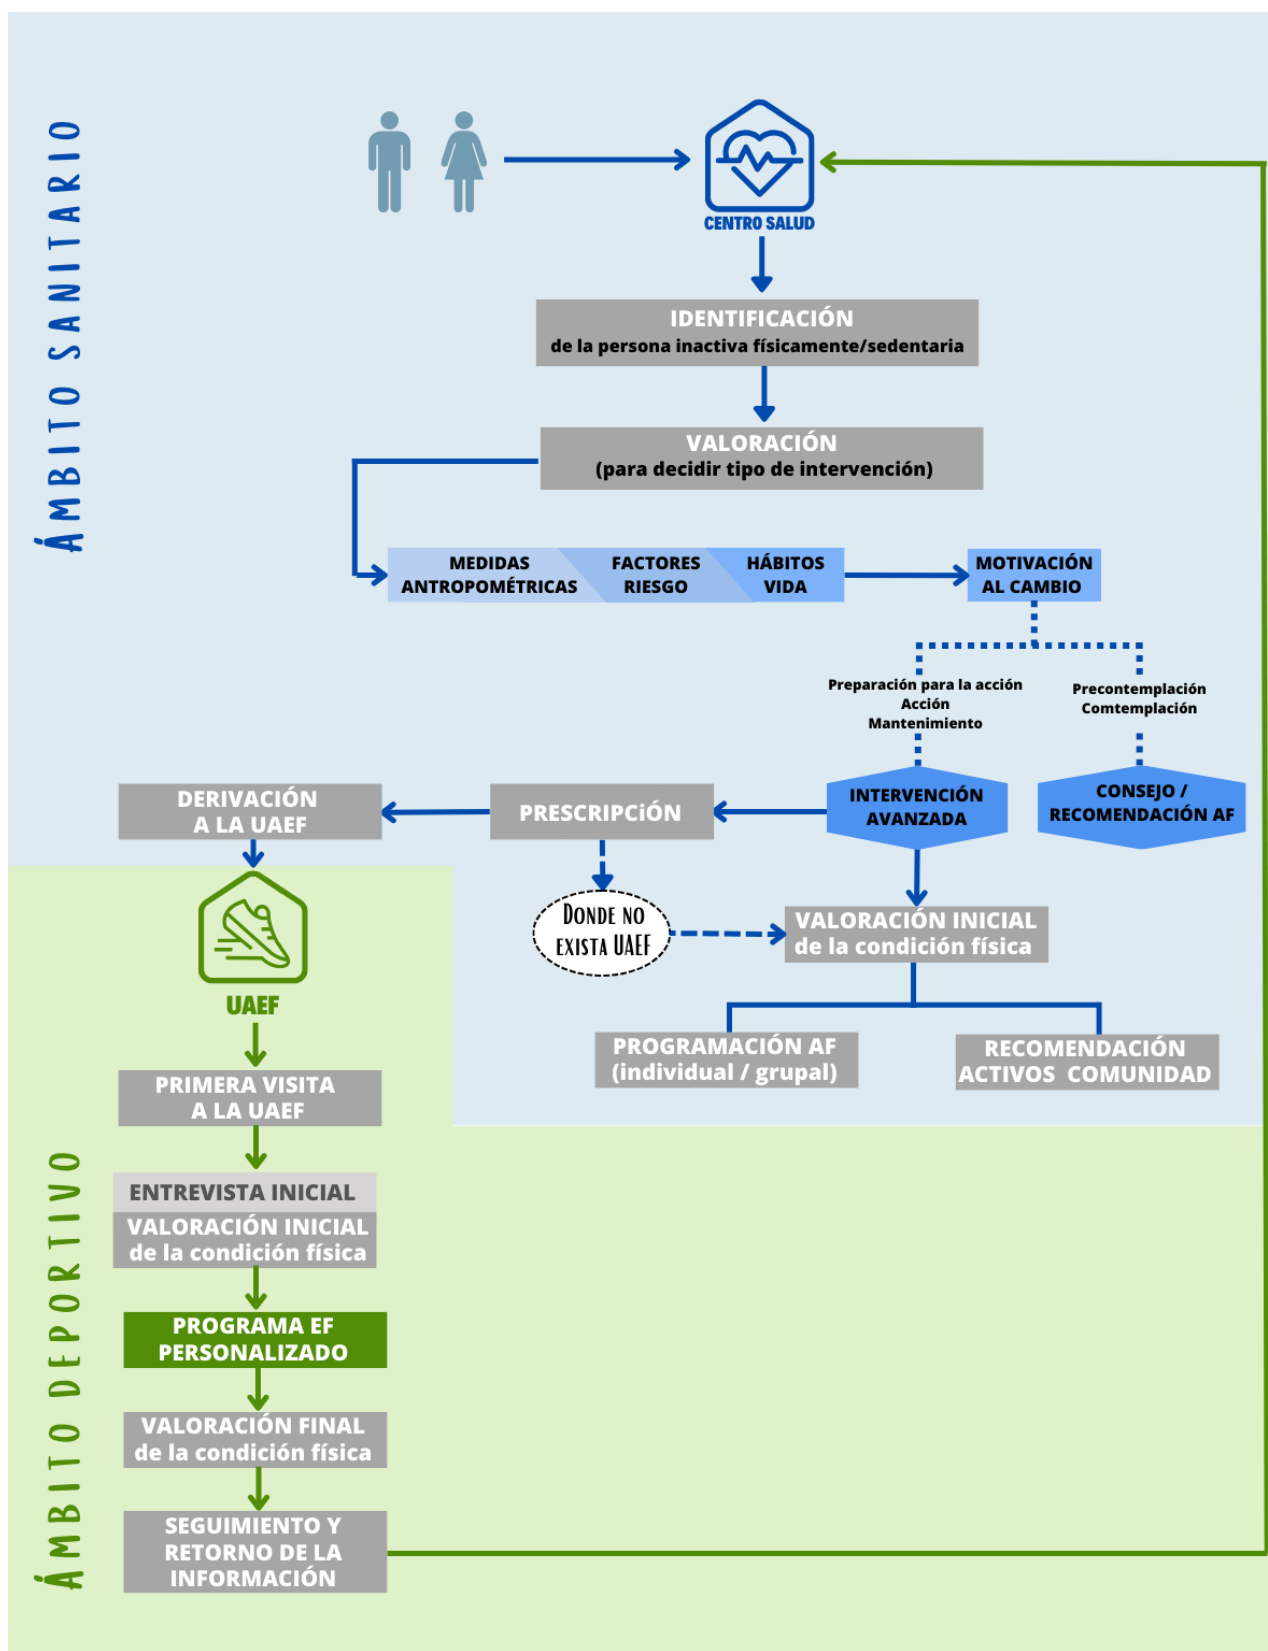 ÁMBITO SANITARIO
CENTRO SALUD
IDENTIFICACIÓN
de la persona inactiva físicamente/sedentaria
VALORACIÓN
(para decidir tipo de intervención)
MEDIDAS
ANTROPOMÉTRICAS
FACTORES
RIESGO
HÁBITOS
VIDA
MOTIVACIÓN
AL CAMBIO
Preparación para la acción
Acción
Mantenimiento
Precontemplación
Comtemplación
DERIVACIÓN
A LA UAEF
PRESCRIPCiÓN
INTERVENCIÓN
AVANZADA
CONSEJO /
RECOMENDACIÓN AF
DONDE NO
EXISTA UAEF
VALORACIÓN INICIAL
de la condición física
PROGRAMACIÓN AF
(individual / grupal)
RECOMENDACIÓN
ACTIVOS COMUNIDAD
ÁMBITO DEPORTIVO
UAEF
PRIMERA VISITA
A LA UAEF
ENTREVISTA INICIAL
VALORACIÓN INICIAL
de la condición física
PROGRAMA EF
PERSONALIZADO
VALORACIÓN FINAL
de la condición física
SEGUIMIENTO Y
RETORNO DE LA
INFORMACIÓN